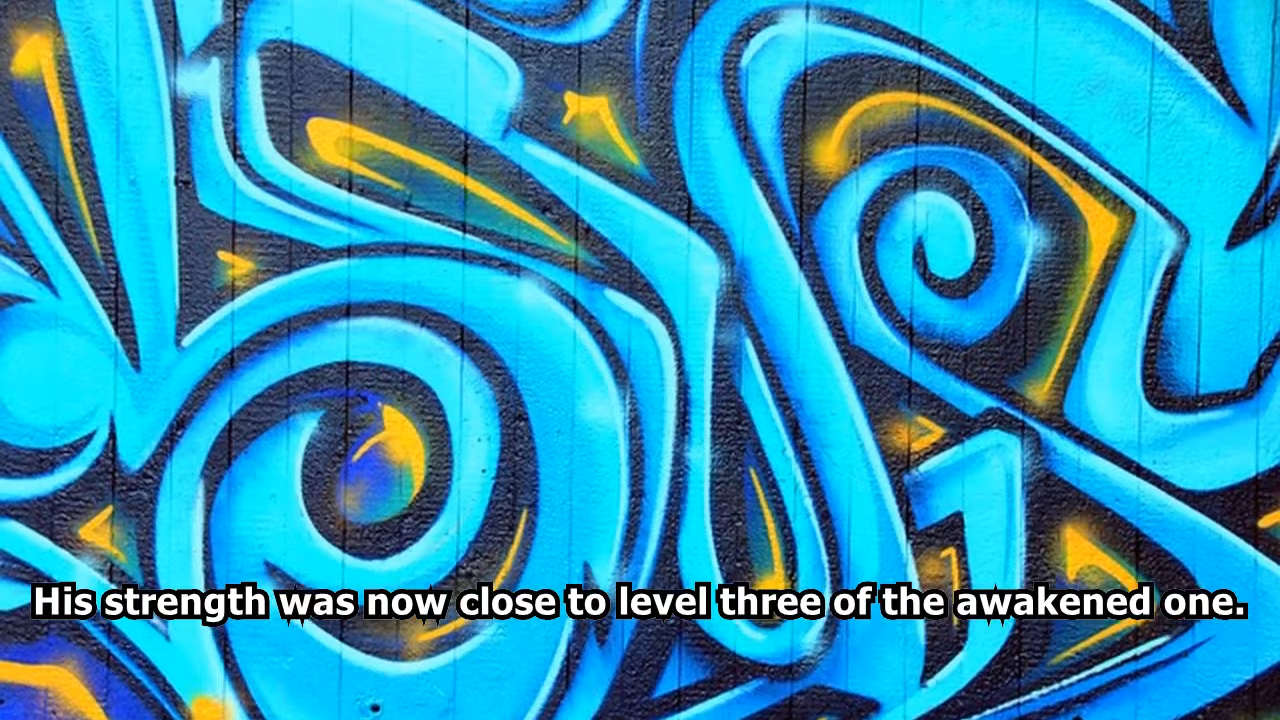 His strength was now close to level three of the awakened one.